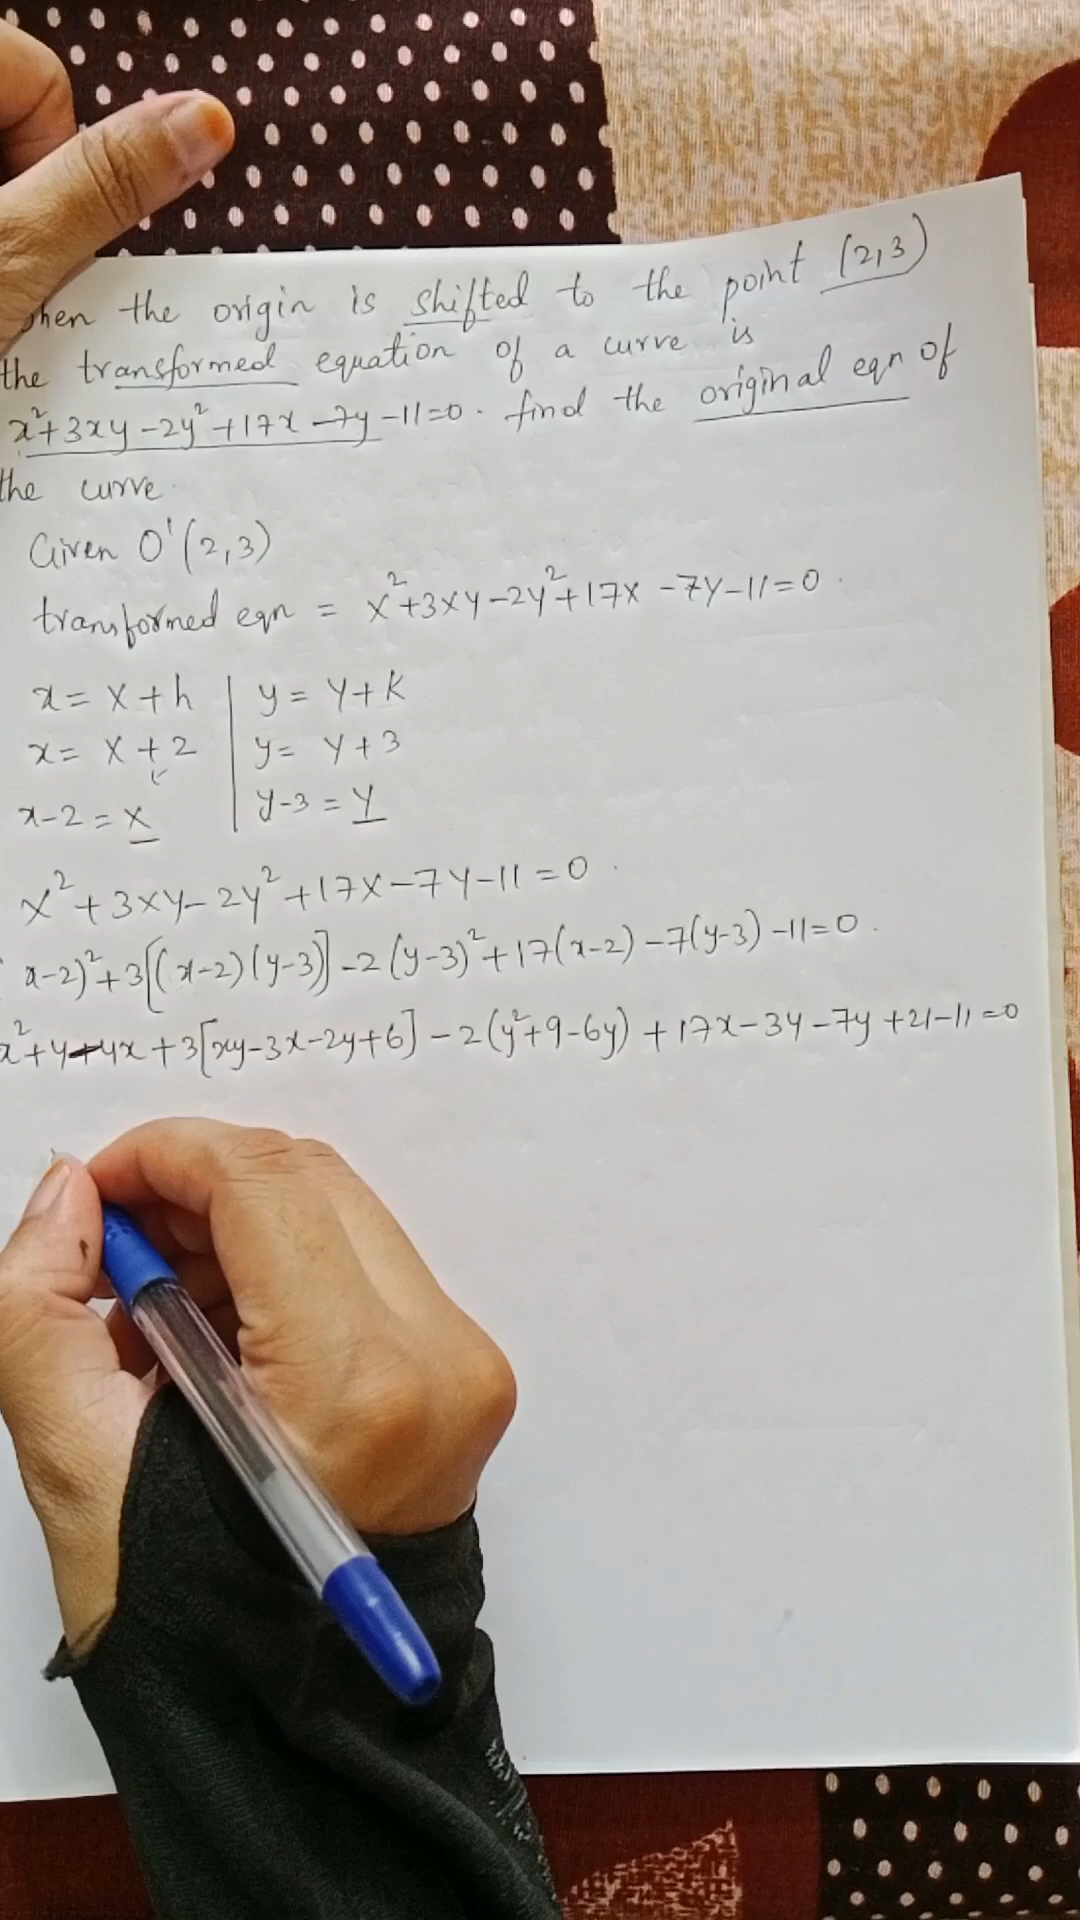 when the origin is shifted to the point (2,3)
the transformed equation of a curve is
x²+3xy-2y²+17x-7y-11=0. find the original eqn of
the curve.
Given O'(2,3)
transformed eqn = X²+3XY-2Y²+17X-7Y-11=0.
x = X+h | y = Y+K
x = X+2 | y = Y+3
x-2 = X | y-3 = Y
X²+3XY-2Y²+17X-7Y-11=0.
(x-2)²+3[(x-2)(y-3)]-2(y-3)²+17(x-2)-7(y-3)-11=0.
x²+4-4x+3[xy-3x-2y+6]-2(y²+9-6y)+17x-34-7y+21-11=0